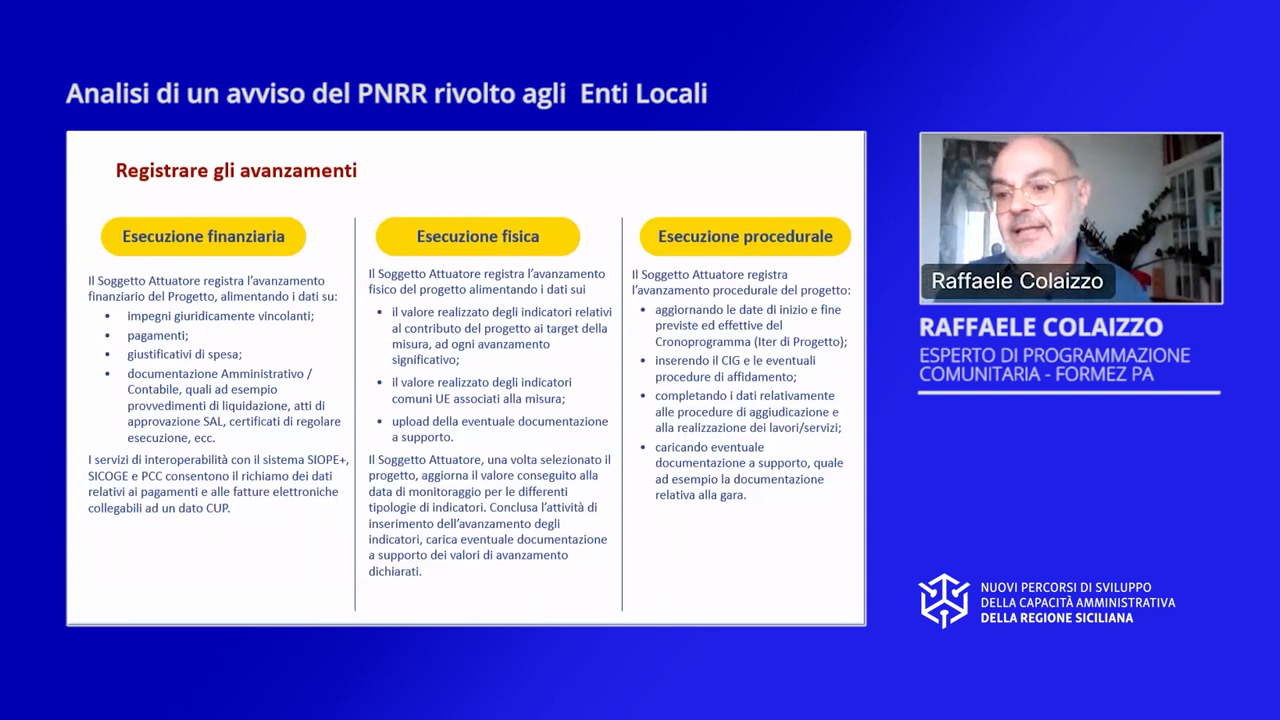 Analisi di un avviso del PNRR rivolto agli Enti Locali
Registrare gli avanzamenti
Esecuzione finanziaria
Il Soggetto Attuatore registra l'avanzamento
finanziario del Progetto, alimentando i dati su:
• impegni giuridicamente vincolanti;
• pagamenti;
• giustificativi di spesa;
• documentazione Amministrativo /
Contabile, quali ad esempio
provvedimenti di liquidazione, atti di
approvazione SAL, certificati di regolare
esecuzione, ecc.
I servizi di interoperabilità con il sistema SIOPE+,
SICOGE e PCC consentono il richiamo dei dati
relativi ai pagamenti e alle fatture elettroniche
collegabili ad un dato CUP.
Esecuzione fisica
Il Soggetto Attuatore registra l'avanzamento
fisico del progetto alimentando i dati sui
• il valore realizzato degli indicatori relativi
al contributo del progetto ai target della
misura, ad ogni avanzamento
significativo;
• il valore realizzato degli indicatori
comuni UE associati alla misura;
• upload della eventuale documentazione
a supporto.
Il Soggetto Attuatore, una volta selezionato il
progetto, aggiorna il valore conseguito alla
data di monitoraggio per le differenti
tipologie di indicatori. Conclusa l'attività di
inserimento dell'avanzamento degli
indicatori, carica eventuale documentazione
a supporto dei valori di avanzamento
dichiarati.
Esecuzione procedurale
Il Soggetto Attuatore registra
l'avanzamento procedurale del progetto:
• aggiornando le date di inizio e fine
previste ed effettive del
Cronoprogramma (Iter di Progetto);
• inserendo il CIG e le eventuali
procedure di affidamento;
• completando i dati relativamente
alle procedure di aggiudicazione e
alla realizzazione dei lavori/servizi;
• caricando eventuale
documentazione a supporto, quale
ad esempio la documentazione
relativa alla gara.
Raffaele Colaizzo
RAFFAELE COLAIZZO
ESPERTO DI PROGRAMMAZIONE
COMUNITARIA - FORMEZ PA
NUOVI PERCORSI DI SVILUPPO
DELLA CAPACITÀ AMMINISTRATIVA
DELLA REGIONE SICILIANA